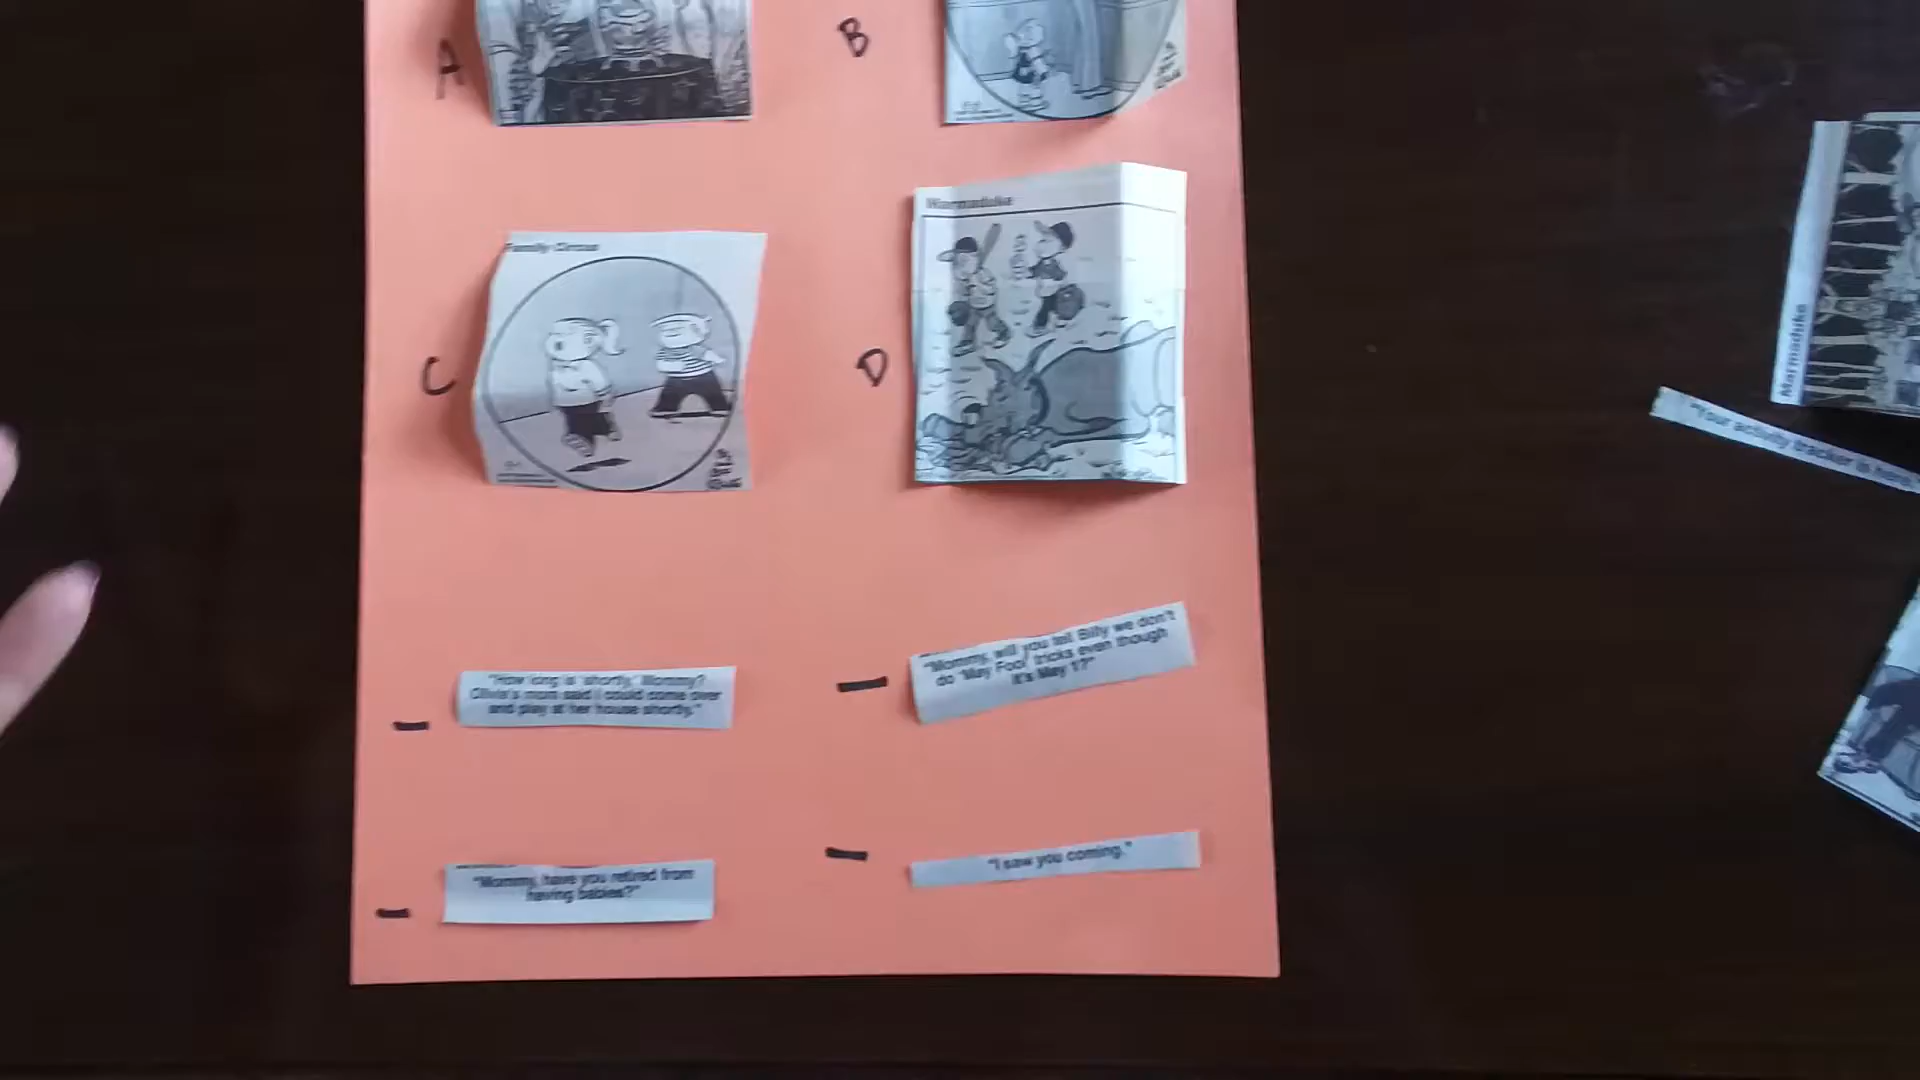 A
B
Marmaduke
Family Circus
C
D
Marmaduke
"Your activity tracker is
"How long is 'shortly,' Mommy?
Olivia's mom said I could come over
and play at her house shortly."
"Mommy, will you tell Billy we don't
do 'May Fool' tricks even though
it's May 1?"
"Mommy, have you retired from
having babies?"
"I saw you coming."